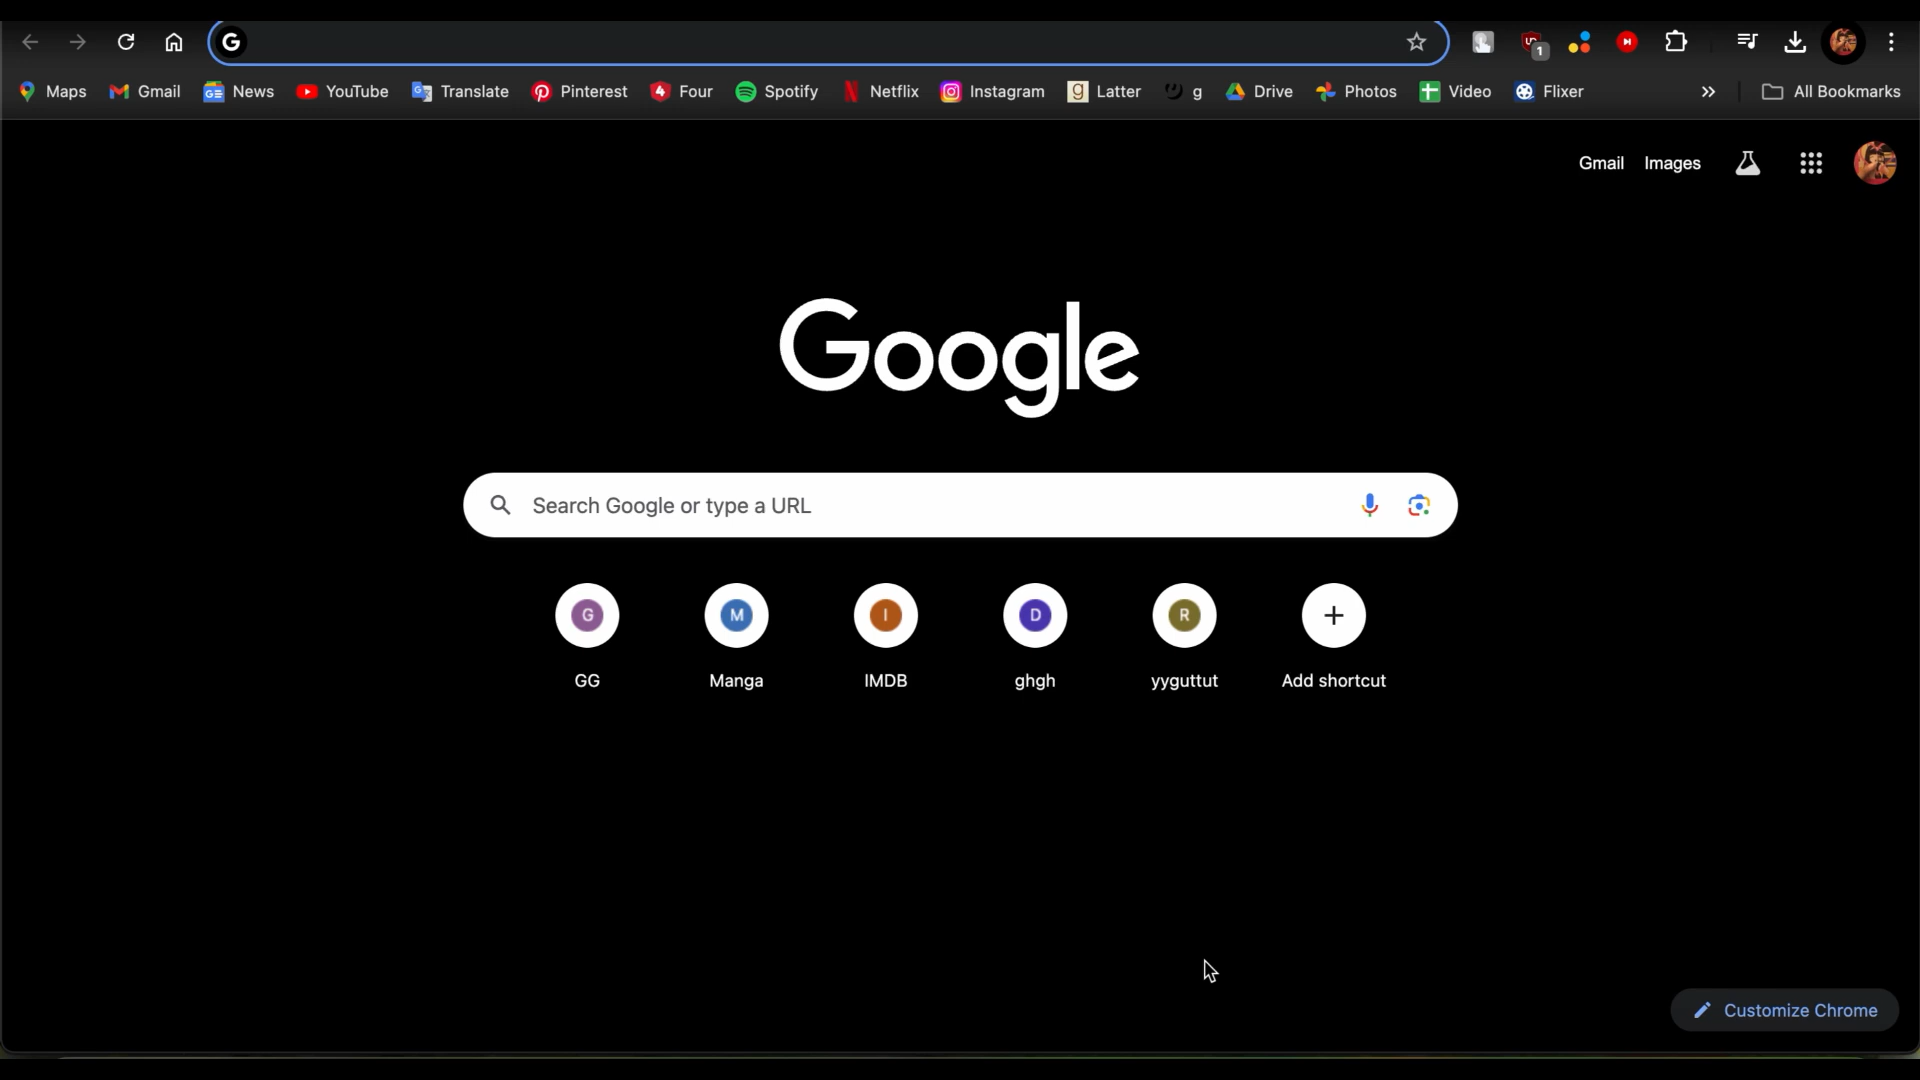 1
Maps Gmail News YouTube Translate Pinterest Four Spotify Netflix Instagram Latter g Drive Photos Video Flixer All Bookmarks
Gmail Images
Google
Search Google or type a URL
G M I D R
GG Manga IMDB ghgh yyguttut Add shortcut
Customize Chrome